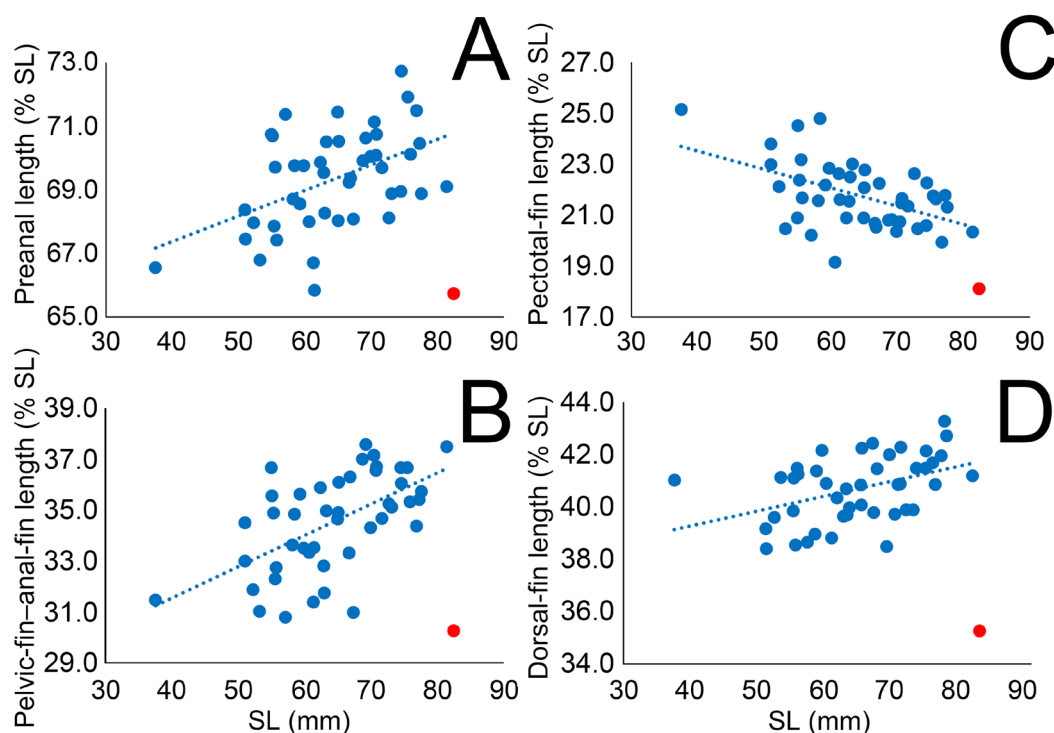 A
Preanal length (% SL)
73.0
71.0
69.0
67.0
65.0
30 40 50 60 70 80 90
C
Pectotal-fin length (% SL)
27.0
25.0
23.0
21.0
19.0
17.0
30 40 50 60 70 80 90
B
Pelvic-fin–anal-fin length (% SL)
39.0
37.0
35.0
33.0
31.0
29.0
30 40 50 60 70 80 90
SL (mm)
D
Dorsal-fin length (% SL)
44.0
42.0
40.0
38.0
36.0
34.0
30 40 50 60 70 80 90
SL (mm)